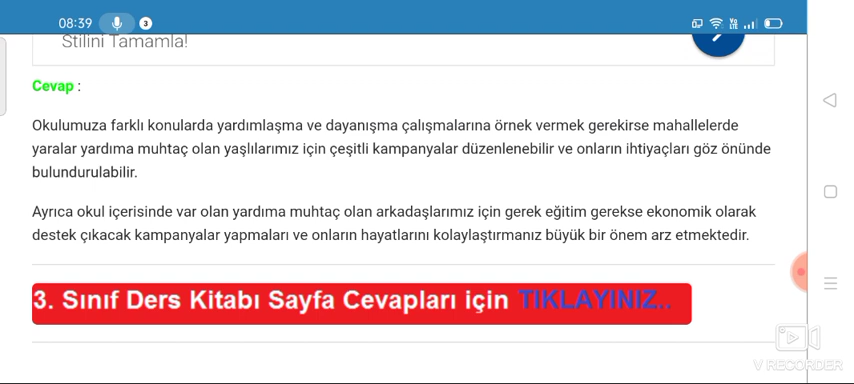 08:39 3
Stilini Tamamla!
Cevap :
Okulumuza farklı konularda yardımlaşma ve dayanışma çalışmalarına örnek vermek gerekirse mahallelerde
yaralar yardıma muhtaç olan yaşlılarımız için çeşitli kampanyalar düzenlenebilir ve onların ihtiyaçları göz önünde
bulundurulabilir.
Ayrıca okul içerisinde var olan yardıma muhtaç olan arkadaşlarımız için gerek eğitim gerekse ekonomik olarak
destek çıkacak kampanyalar yapmaları ve onların hayatlarını kolaylaştırmanız büyük bir önem arz etmektedir.
3. Sınıf Ders Kitabı Sayfa Cevapları için TIKLAYINIZ..
V RECORDER